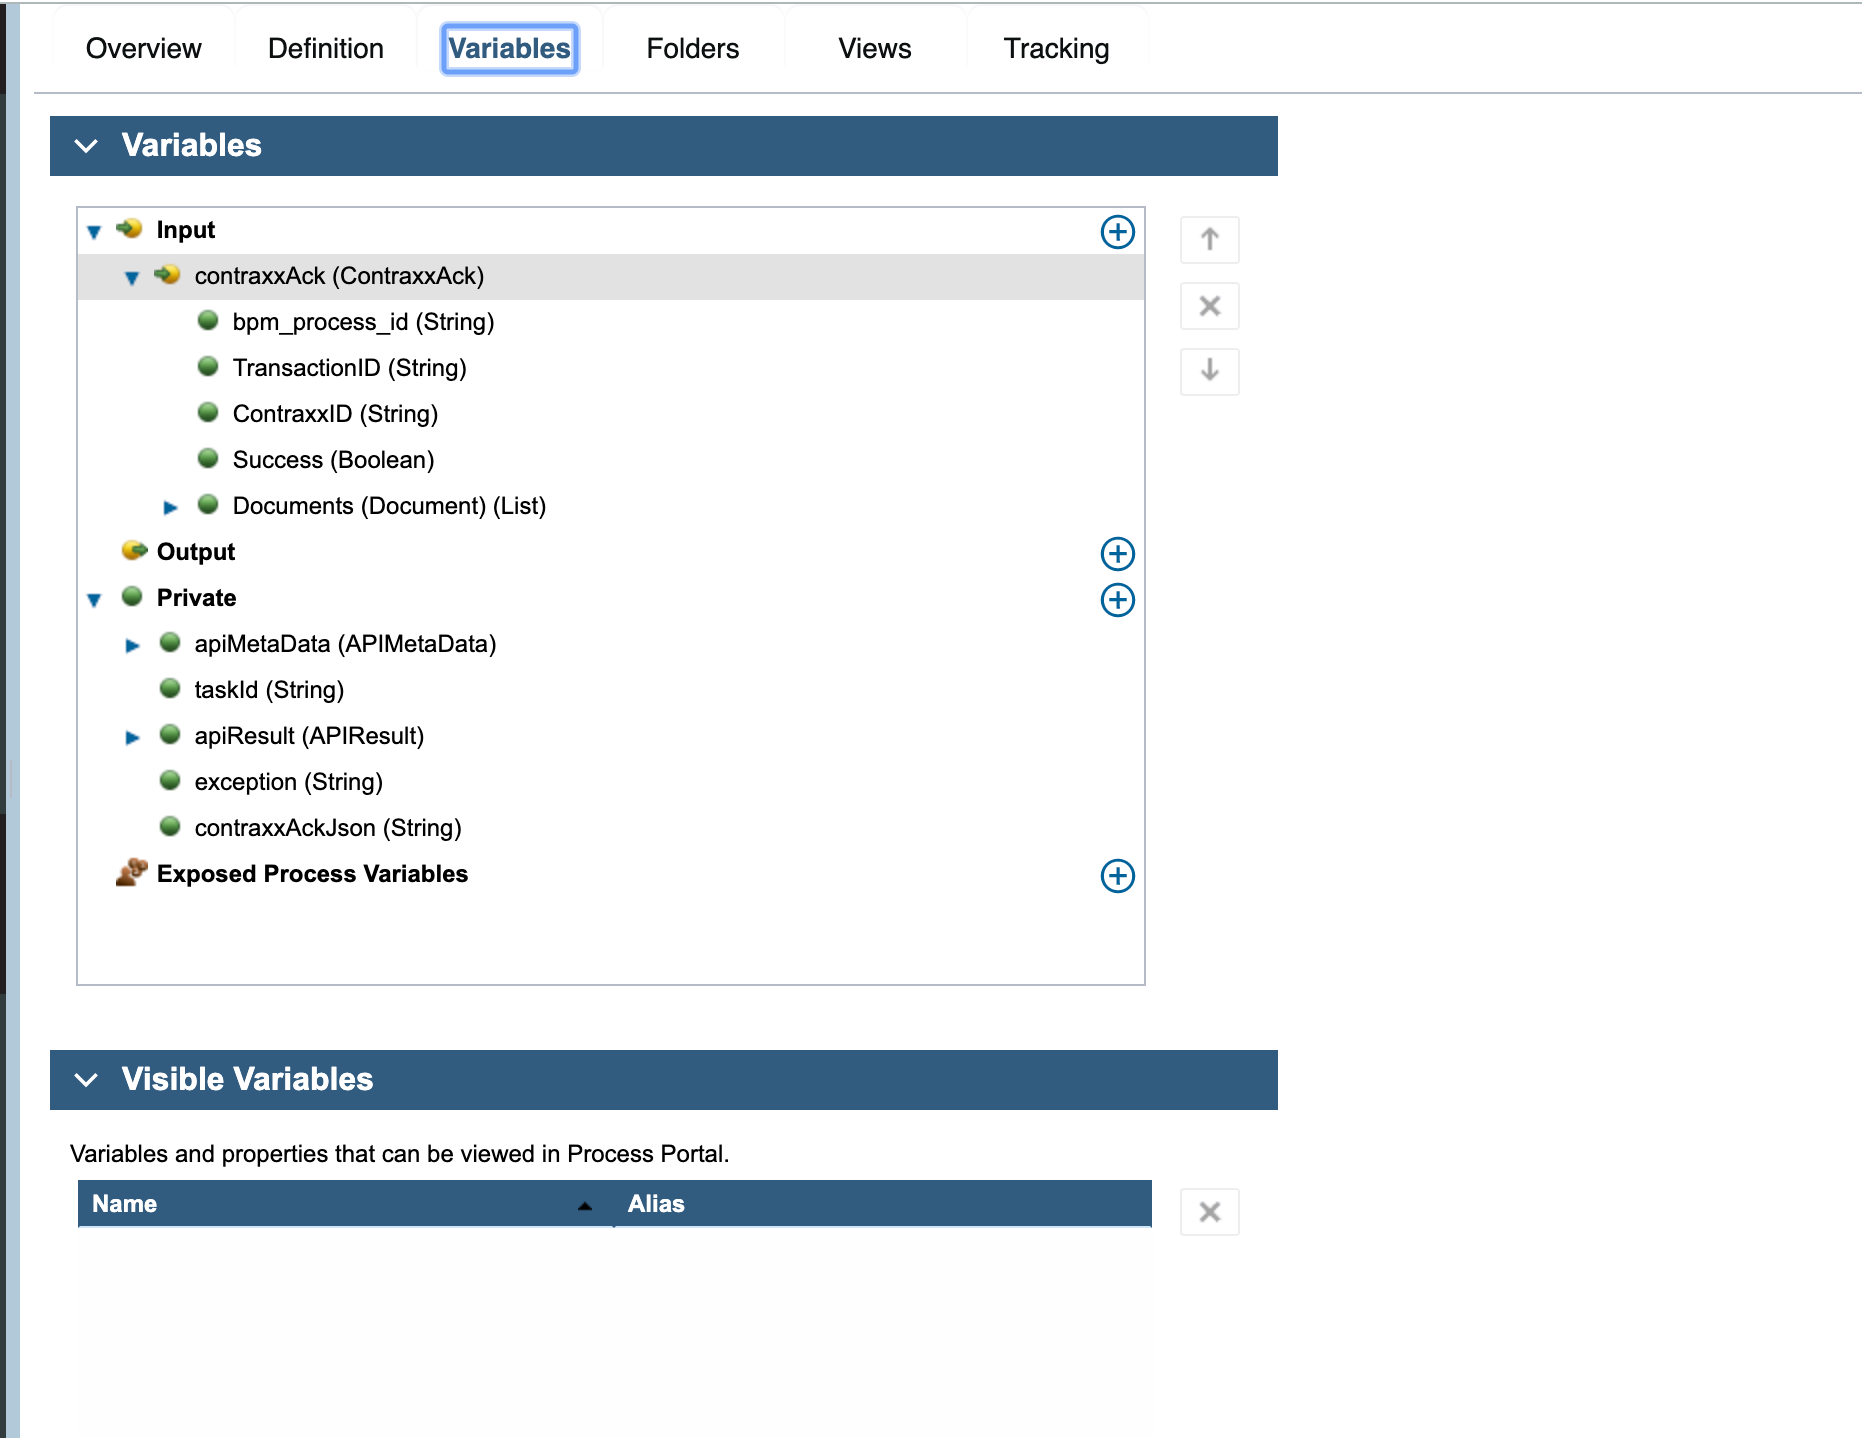 Overview Definition Variables Folders Views Tracking
Variables
Input
contraxxAck (ContraxxAck)
bpm_process_id (String)
TransactionID (String)
ContraxxID (String)
Success (Boolean)
Documents (Document) (List)
Output
Private
apiMetaData (APIMetaData)
taskId (String)
apiResult (APIResult)
exception (String)
contraxxAckJson (String)
Exposed Process Variables
Visible Variables
Variables and properties that can be viewed in Process Portal.
Name Alias